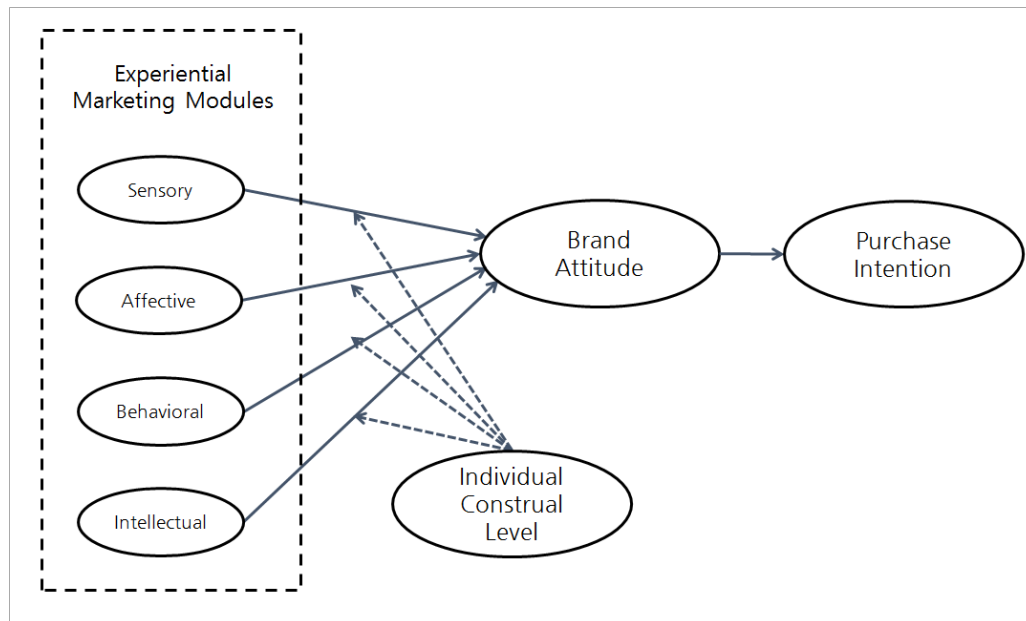 Experiential
Marketing Modules
Sensory
Affective
Behavioral
Intellectual
Brand
Attitude
Purchase
Intention
Individual
Construal
Level